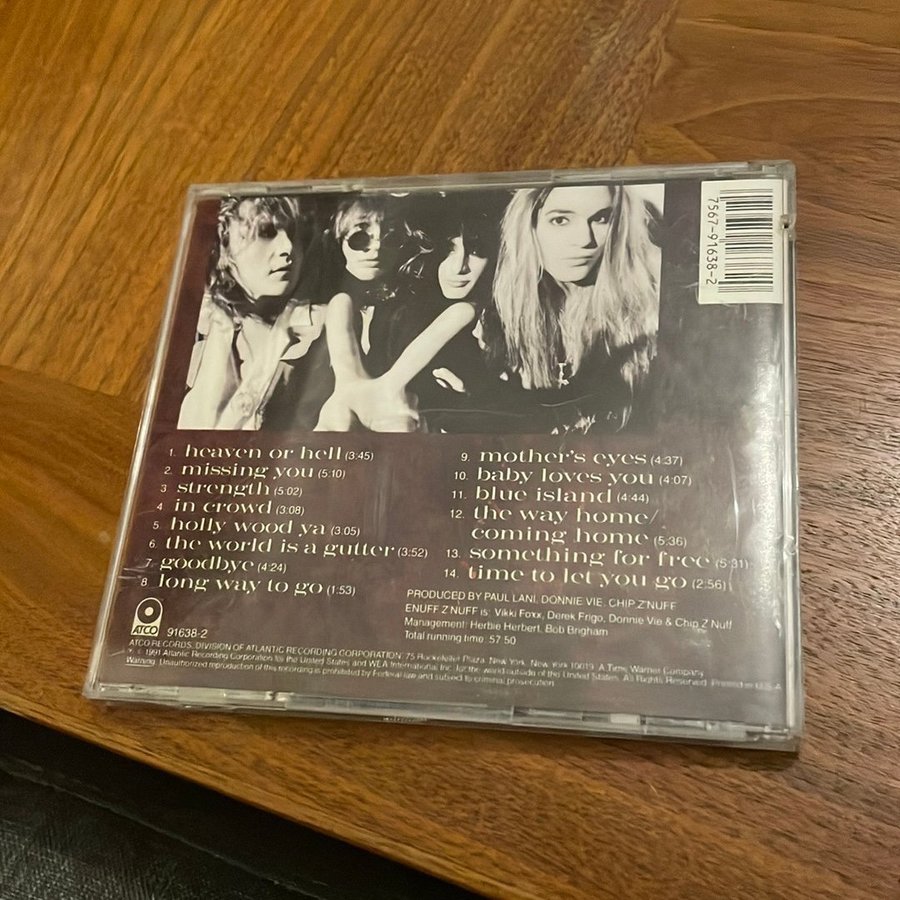 7567-91638-2
1. heaven or hell (3:45)
2. missing you (5:10)
3 strength (5:02)
4 in crowd (3:08)
5. holly wood ya (3:05)
6. the world is a gutter (3:52)
7. goodbye (4:24)
8 long way to go (1:53)
9. mother's eyes (4:37)
10. baby loves you (4:07)
11. blue island (4:44)
12. the way home/
coming home (5:36)
13. something for free (5:31)
14. time to let you go (2:56)
PRODUCED BY PAUL LANI, DONNIE VIE, CHIP Z'NUFF
ENUFF Z'NUFF is: Vikki Foxx, Derek Frigo, Donnie Vie & Chip Z'Nuff
Management: Herbie Herbert, Bob Brigham
Total running time: 57:50
ATCO 91638-2
ATCO RECORDS, DIVISION OF ATLANTIC RECORDING CORPORATION, 75 Rockefeller Plaza, New York, New York 10019. A Time Warner Company
℗ © 1991 Atlantic Recording Corporation for the United States and WEA International Inc. for the world outside of the United States. All Rights Reserved. Printed in U.S.A.
Warning: Unauthorized reproduction of this recording is prohibited by Federal law and subject to criminal prosecution.